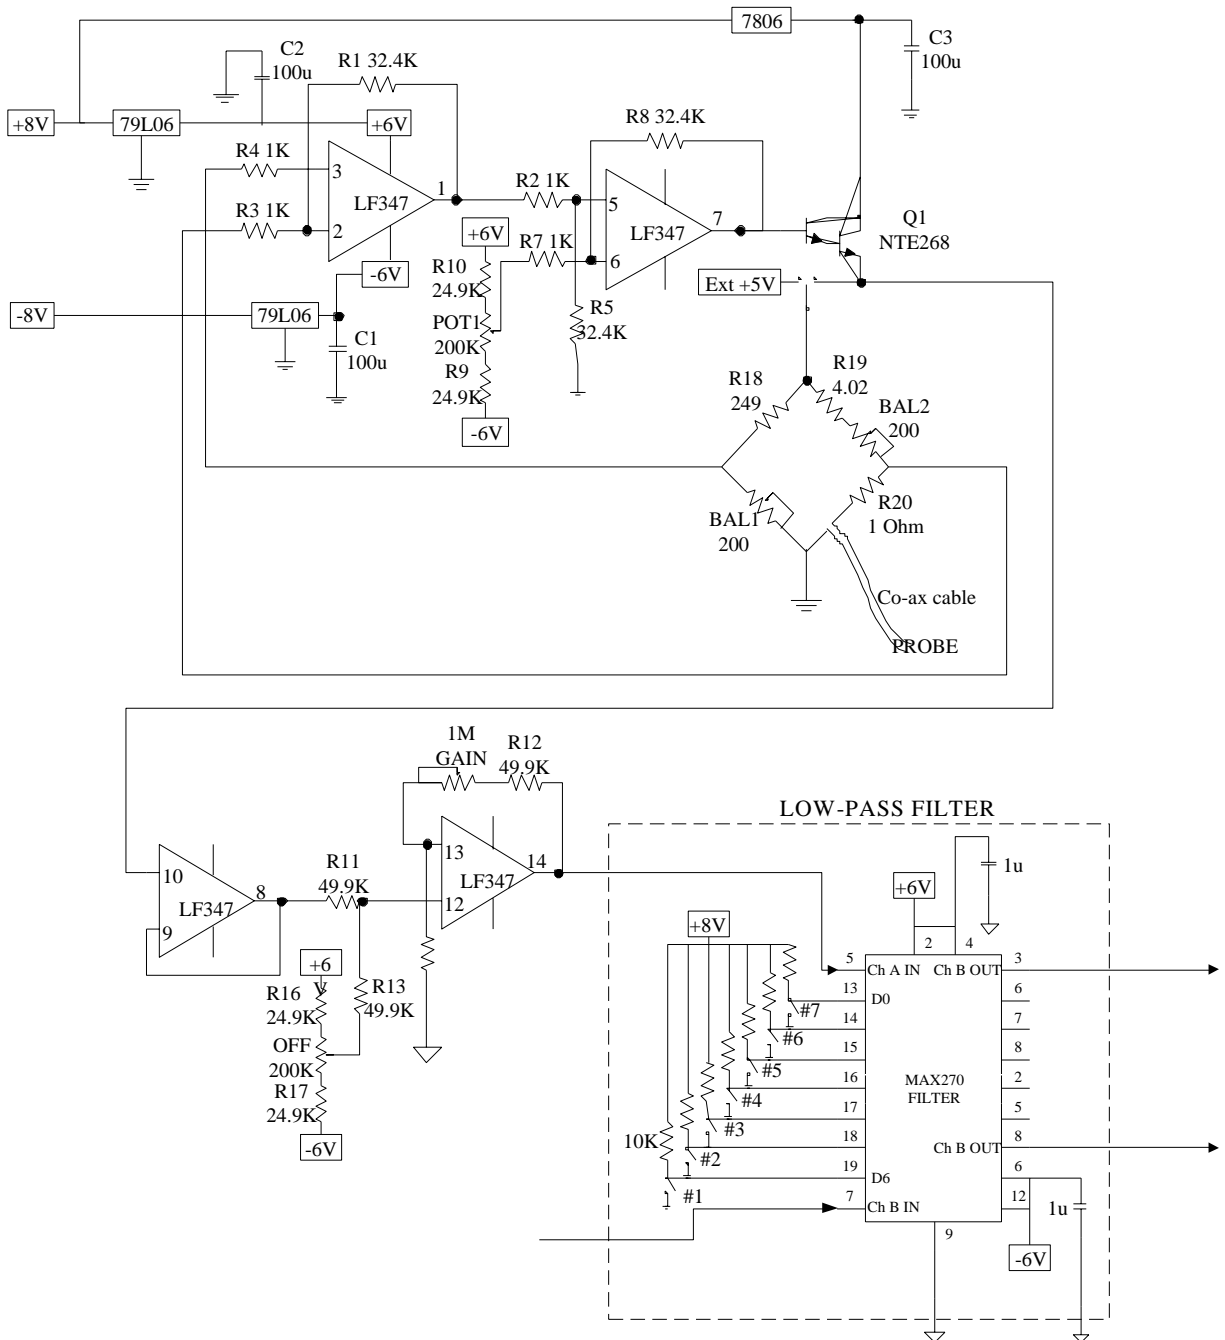 7806
C3
100u
C2
100u
R1 32.4K
+8V
79L06
+6V
R8 32.4K
R4 1K
3
1
R2 1K
5
LF347
R3 1K
2
7
LF347
Q1
NTE268
+6V
R7 1K
6
R10
24.9K
-6V
Ext +5V
-8V
79L06
C1
100u
POT1
200K
R5
32.4K
R9
24.9K
-6V
R18
249
R19
4.02
BAL2
200
BAL1
200
R20
1 Ohm
Co-ax cable
PROBE
1M
GAIN
R12
49.9K
LOW-PASS FILTER
13
14
LF347
12
R11
49.9K
10
8
LF347
9
+6
V
R16
24.9K
R13
49.9K
OFF
200K
R17
24.9K
-6V
1u
+6V
+8V
2
4
5
Ch A IN
Ch B OUT
3
13
D0
6
#7
14
7
#6
15
8
#5
16
MAX270
FILTER
2
#4
17
5
#3
10K
18
Ch B OUT
8
#2
19
D6
6
#1
7
Ch B IN
12
1u
9
-6V